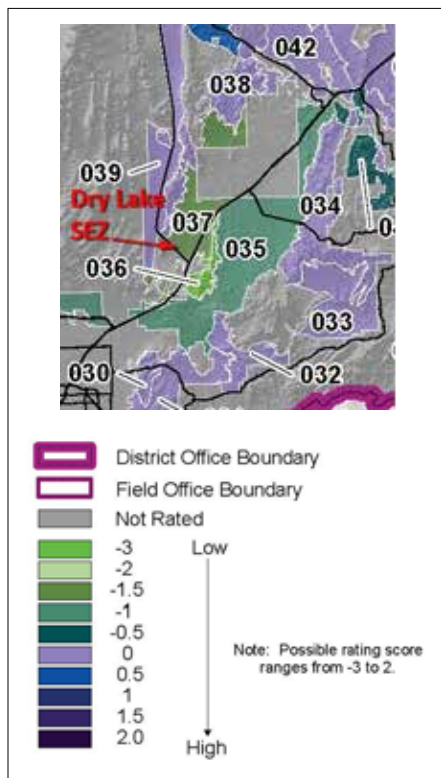 042
038
039
Dry Lake
SEZ
037
034
035
036
033
030
032
District Office Boundary
Field Office Boundary
Not Rated
-3
Low
-2
-1.5
-1
-0.5
0
Note: Possible rating score
ranges from -3 to 2.
0.5
1
1.5
2.0
High